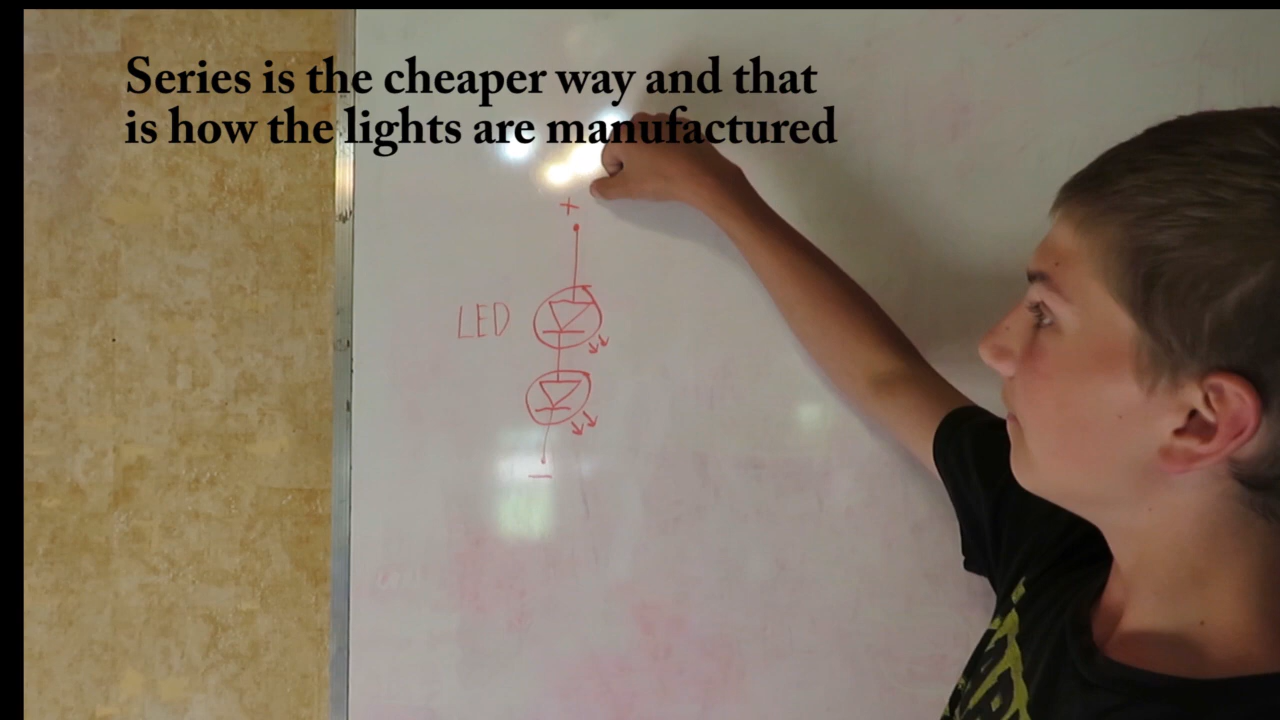 Series is the cheaper way and that
is how the lights are manufactured
+
LED
—